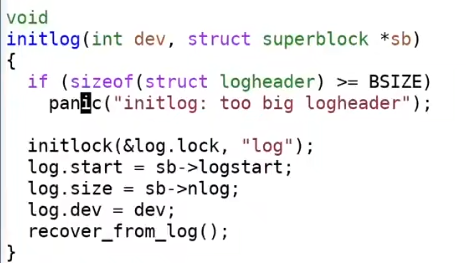 void
initlog(int dev, struct superblock *sb)
{
  if (sizeof(struct logheader) >= BSIZE)
    panic("initlog: too big logheader");

  initlock(&log.lock, "log");
  log.start = sb->logstart;
  log.size = sb->nlog;
  log.dev = dev;
  recover_from_log();
}